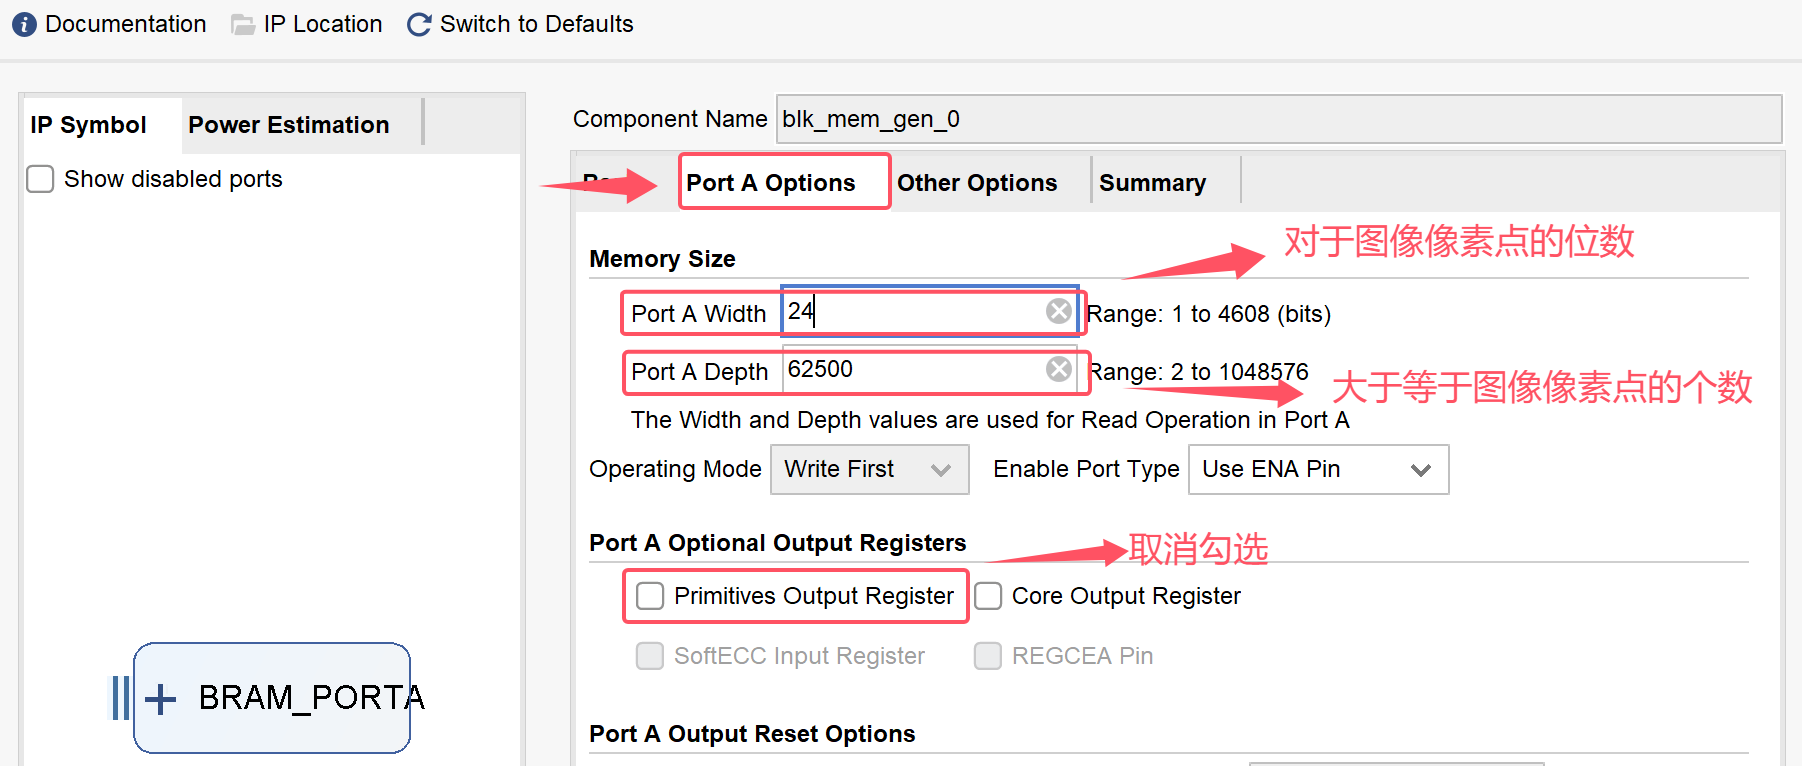 Documentation IP Location Switch to Defaults
IP Symbol Power Estimation
Show disabled ports
BRAM_PORTA
Component Name blk_mem_gen_0
Port A Options Other Options Summary
Memory Size
对于图像像素点的位数
Port A Width 24 Range: 1 to 4608 (bits)
Port A Depth 62500 Range: 2 to 1048576
大于等于图像像素点的个数
The Width and Depth values are used for Read Operation in Port A
Operating Mode Write First Enable Port Type Use ENA Pin
Port A Optional Output Registers
取消勾选
Primitives Output Register Core Output Register
SoftECC Input Register REGCEA Pin
Port A Output Reset Options